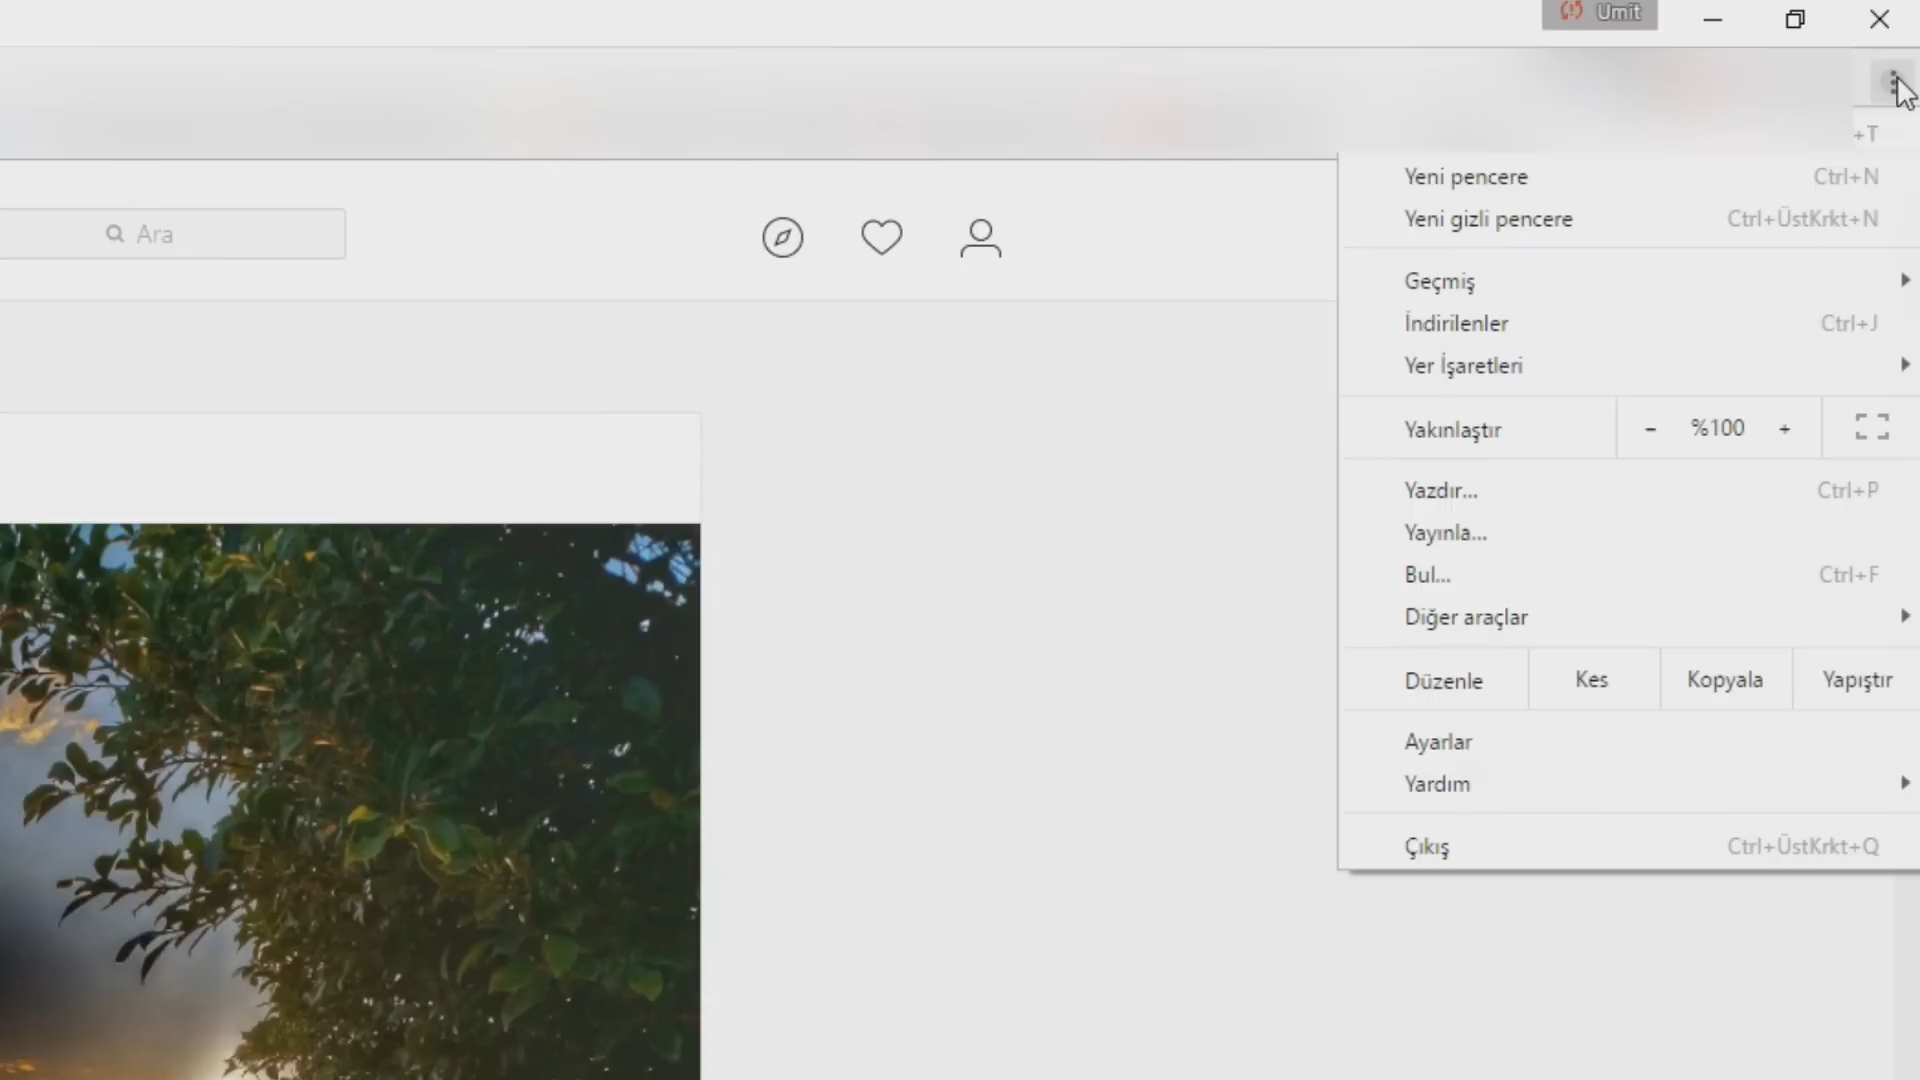 Umit
+T
Yeni pencere Ctrl+N
Yeni gizli pencere Ctrl+ÜstKrkt+N
Ara
Geçmiş
İndirilenler Ctrl+J
Yer İşaretleri
Yakınlaştır - %100 +
Yazdır... Ctrl+P
Yayınla...
Bul... Ctrl+F
Diğer araçlar
Düzenle Kes Kopyala Yapıştır
Ayarlar
Yardım
Çıkış Ctrl+ÜstKrkt+Q